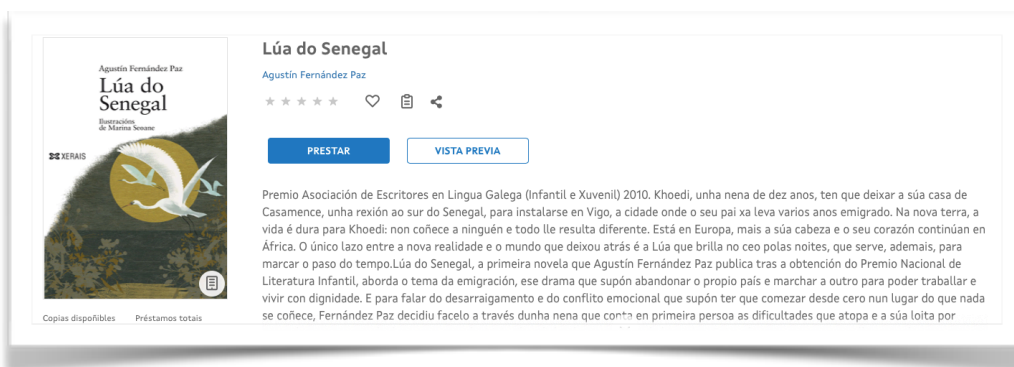 Agustín Fernández Paz
Lúa do
Senegal
Ilustracións
de Marina Seoane
XERAIS
Copias dispoñibles Préstamos totais
Lúa do Senegal
Agustín Fernández Paz
PRESTAR VISTA PREVIA
Premio Asociación de Escritores en Lingua Galega (Infantil e Xuvenil) 2010. Khoedi, unha nena de dez anos, ten que deixar a súa casa de
Casamence, unha rexión ao sur do Senegal, para instalarse en Vigo, a cidade onde o seu pai xa leva varios anos emigrado. Na nova terra, a
vida é dura para Khoedi: non coñece a ninguén e todo lle resulta diferente. Está en Europa, mais a súa cabeza e o seu corazón continúan en
África. O único lazo entre a nova realidade e o mundo que deixou atrás é a Lúa que brilla no ceo polas noites, que serve, ademais, para
marcar o paso do tempo.Lúa do Senegal, a primeira novela que Agustín Fernández Paz publica tras a obtención do Premio Nacional de
Literatura Infantil, aborda o tema da emigración, ese drama que supón abandonar o propio país e marchar a outro para poder traballar e
vivir con dignidade. E para falar do desarraigamento e do conflito emocional que supón ter que comezar desde cero nun lugar do que nada
se coñece, Fernández Paz decidiu facelo a través dunha nena que conta en primeira persoa as dificultades que atopa e a súa loita por